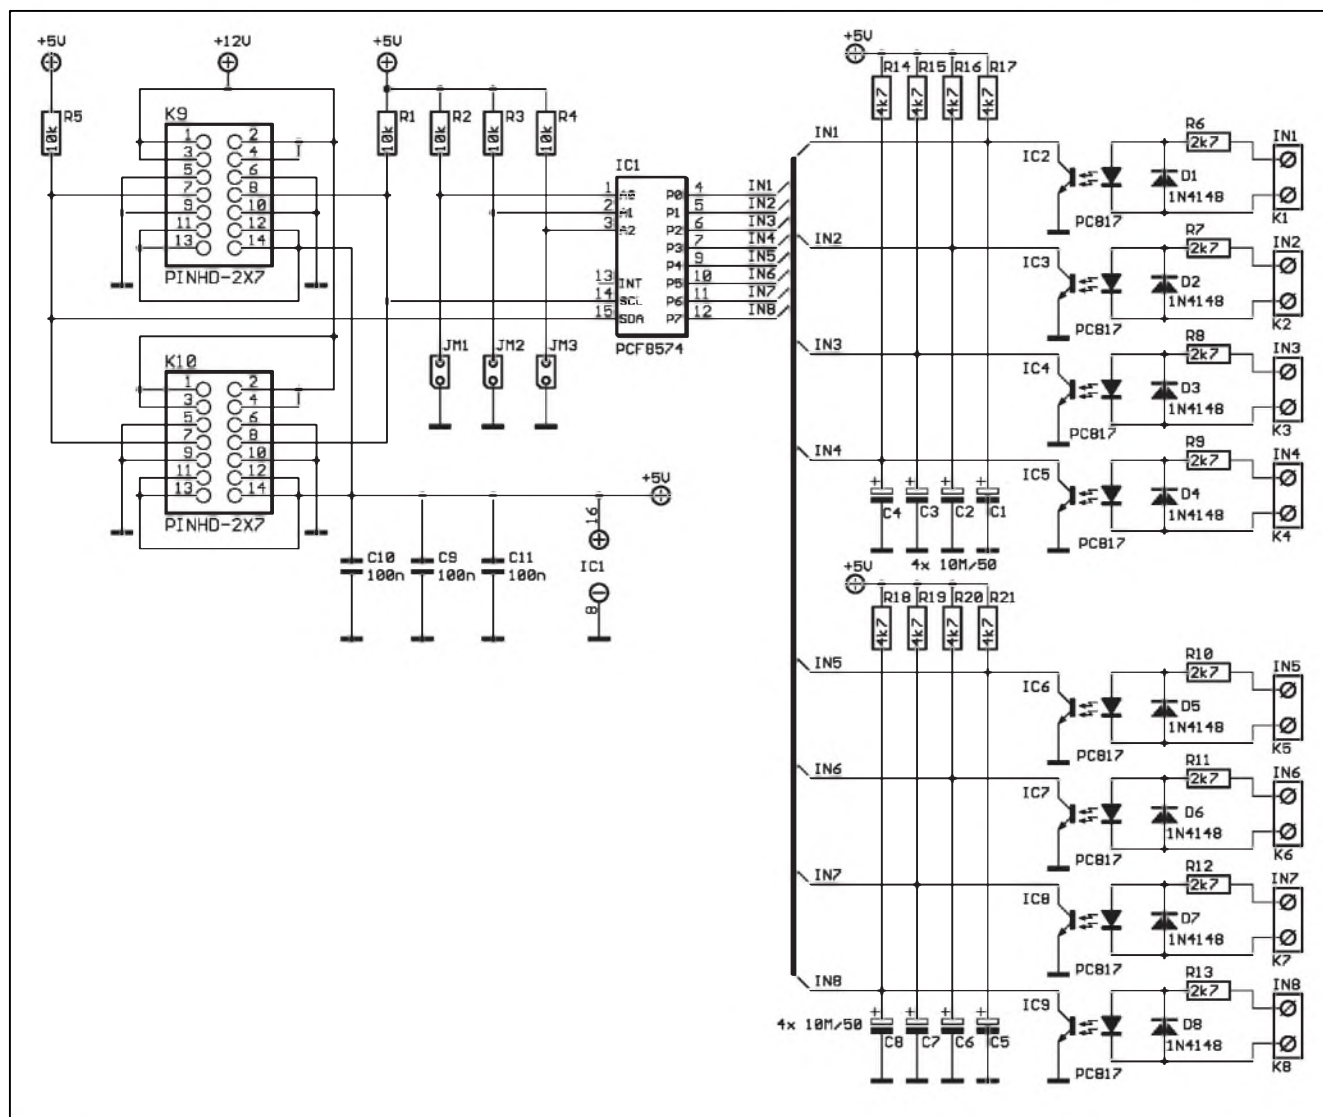 +5V
+12V
+5V
+5V
R5
10k
K9
1
2
3
4
5
6
7
8
9
10
11
12
13
14
PINHD-2X7
R1
10k
R2
10k
R3
10k
R4
10k
IC1
1
A0
2
A1
3
A2
13
INT
14
SCL
15
SDA
P0
4
P1
5
P2
6
P3
7
P4
9
P5
10
P6
11
P7
12
PCF8574
IN1
IN2
IN3
IN4
IN5
IN6
IN7
IN8
JM1
JM2
JM3
K10
1
2
3
4
5
6
7
8
9
10
11
12
13
14
PINHD-2X7
+5V
C10
100n
C9
100n
C11
100n
16
IC1
8
R14
R15
R16
R17
4k7
4k7
4k7
4k7
IN1
IC2
PC817
D1
1N4148
R6
2k7
IN1
K1
IN2
IC3
PC817
D2
1N4148
R7
2k7
IN2
K2
IN3
IC4
PC817
D3
1N4148
R8
2k7
IN3
K3
IN4
IC5
PC817
D4
1N4148
R9
2k7
IN4
K4
+
C4
+
C3
+
C2
+
C1
4x 10M/50
+5V
R18
R19
R20
R21
4k7
4k7
4k7
4k7
IN5
IC6
PC817
D5
1N4148
R10
2k7
IN5
K5
IN6
IC7
PC817
D6
1N4148
R11
2k7
IN6
K6
IN7
IC8
PC817
D7
1N4148
R12
2k7
IN7
K7
IN8
IC9
PC817
D8
1N4148
R13
2k7
IN8
K8
4x 10M/50
+
C8
+
C7
+
C6
+
C5